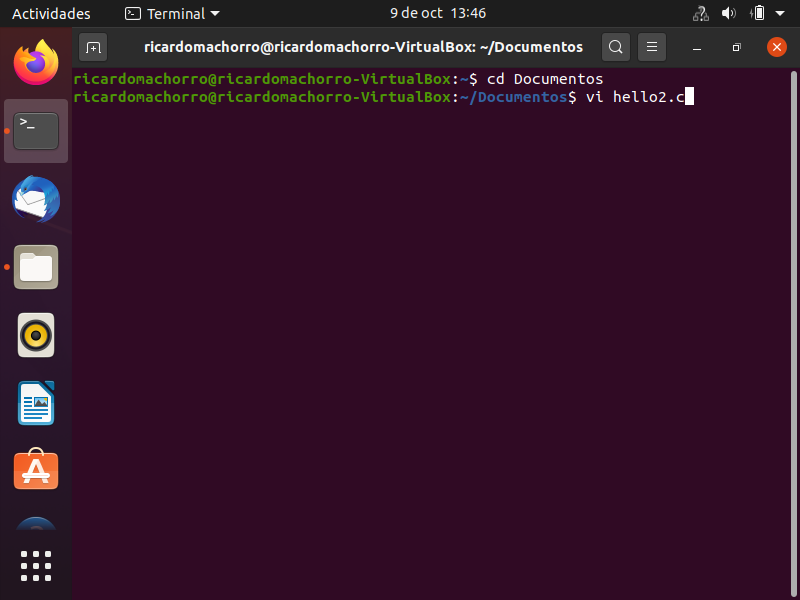 Actividades
Terminal
9 de oct 13:46
ricardomachorro@ricardomachorro-VirtualBox: ~/Documentos
ricardomachorro@ricardomachorro-VirtualBox:~$ cd Documentos
ricardomachorro@ricardomachorro-VirtualBox:~/Documentos$ vi hello2.c